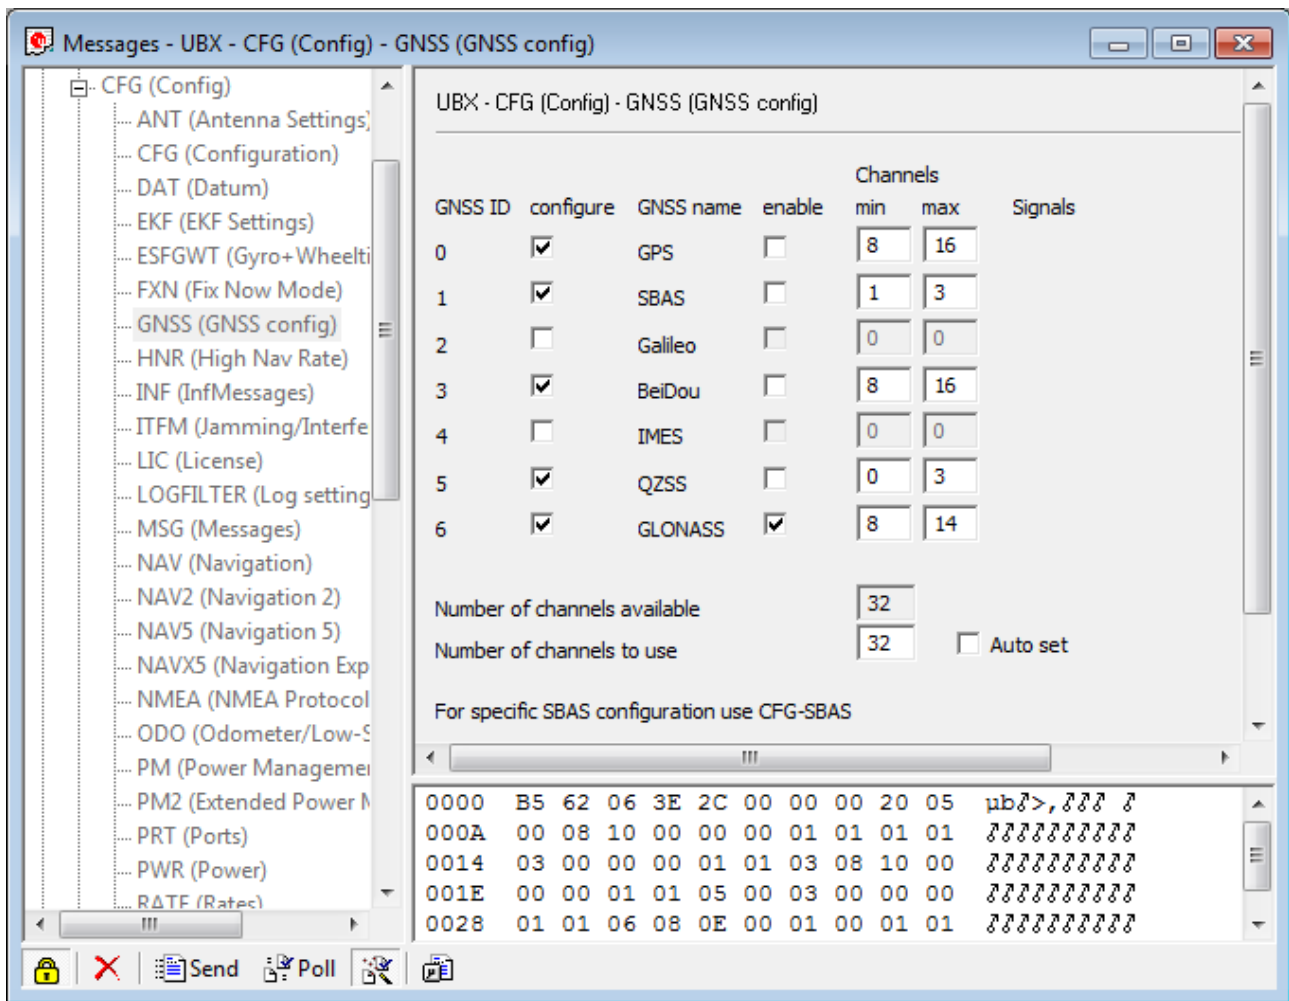 Messages - UBX - CFG (Config) - GNSS (GNSS config)
CFG (Config)
ANT (Antenna Settings)
CFG (Configuration)
DAT (Datum)
EKF (EKF Settings)
ESFGWT (Gyro+Wheelti
FXN (Fix Now Mode)
GNSS (GNSS config)
HNR (High Nav Rate)
INF (InfMessages)
ITFM (Jamming/Interfe
LIC (License)
LOGFILTER (Log setting
MSG (Messages)
NAV (Navigation)
NAV2 (Navigation 2)
NAV5 (Navigation 5)
NAVX5 (Navigation Exp
NMEA (NMEA Protocol
ODO (Odometer/Low-S
PM (Power Managemen
PM2 (Extended Power M
PRT (Ports)
PWR (Power)
RATE (Rates)
UBX - CFG (Config) - GNSS (GNSS config)
Channels
GNSS ID configure GNSS name enable min max Signals
0 GPS 8 16
1 SBAS 1 3
2 Galileo 0 0
3 BeiDou 8 16
4 IMES 0 0
5 QZSS 0 3
6 GLONASS 8 14
Number of channels available 32
Number of channels to use 32 Auto set
For specific SBAS configuration use CFG-SBAS
0000 B5 62 06 3E 2C 00 00 00 20 05 µb>,
000A 00 08 10 00 00 00 01 01 01 01
0014 03 00 00 00 01 01 03 08 10 00
001E 00 00 01 01 05 00 03 00 00 00
0028 01 01 06 08 0E 00 01 00 01 01
Send Poll